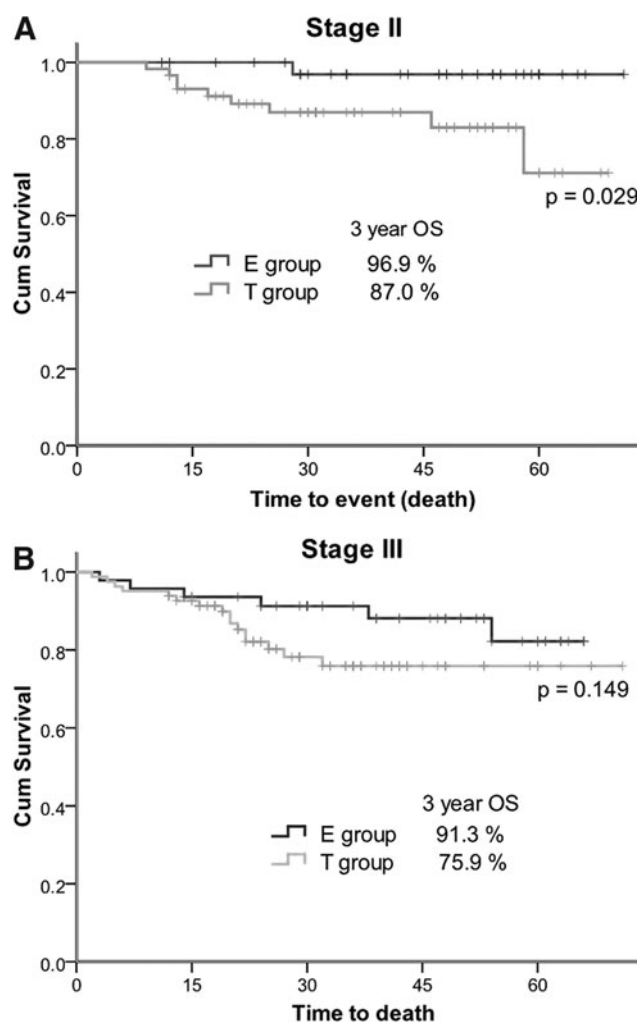 A
Stage II
1.0
0.8
0.6
0.4
0.2
0.0
Cum Survival
p = 0.029
3 year OS
E group 96.9 %
T group 87.0 %
0 15 30 45 60
Time to event (death)
B
Stage III
1.0
0.8
0.6
0.4
0.2
0.0
Cum Survival
p = 0.149
3 year OS
E group 91.3 %
T group 75.9 %
0 15 30 45 60
Time to death